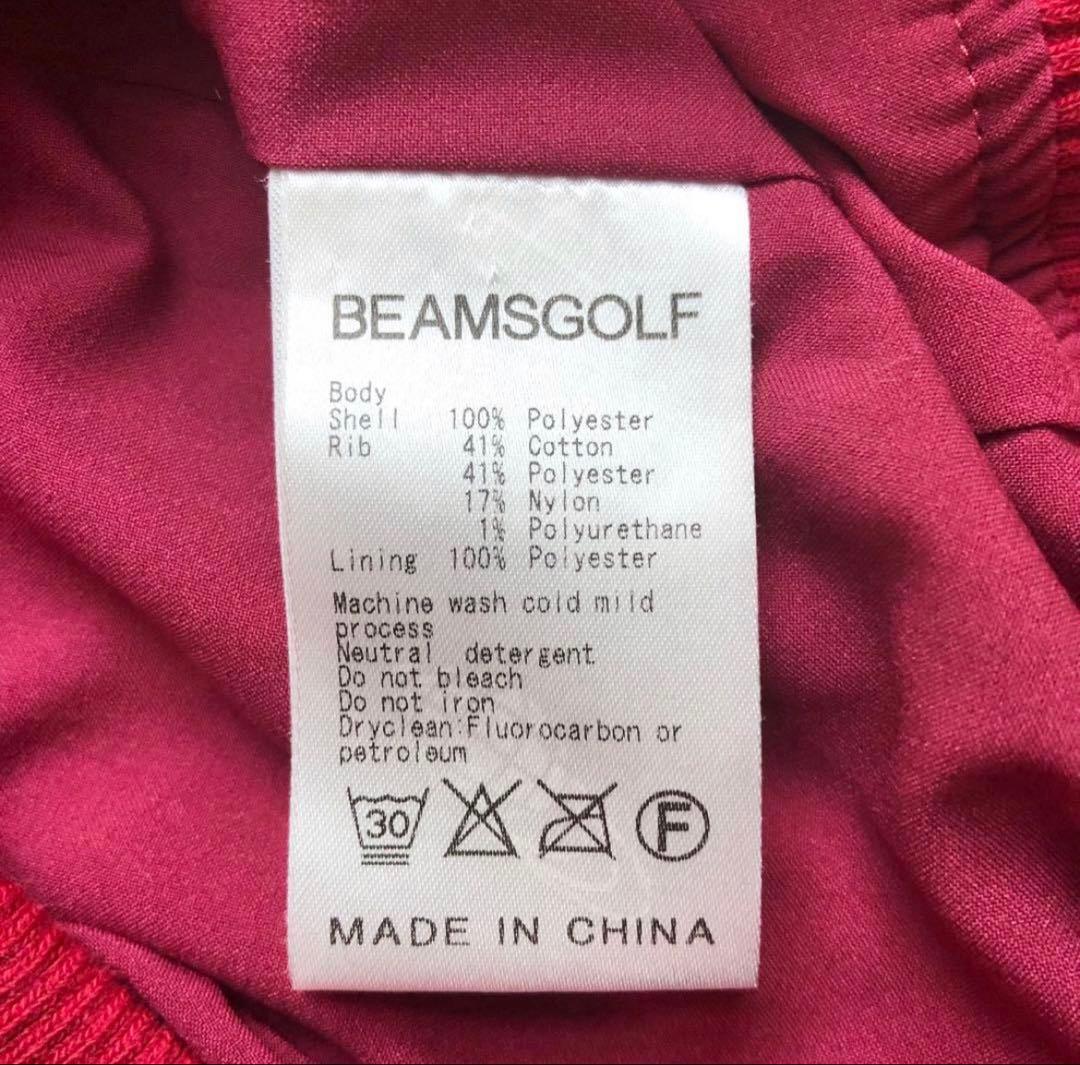 BEAMSGOLF
Body
Shell 100% Polyester
Rib 41% Cotton
41% Polyester
17% Nylon
1% Polyurethane
Lining 100% Polyester
Machine wash cold mild
process
Neutral detergent
Do not bleach
Do not iron
Dryclean:Fluorocarbon or
petroleum
30 F
MADE IN CHINA